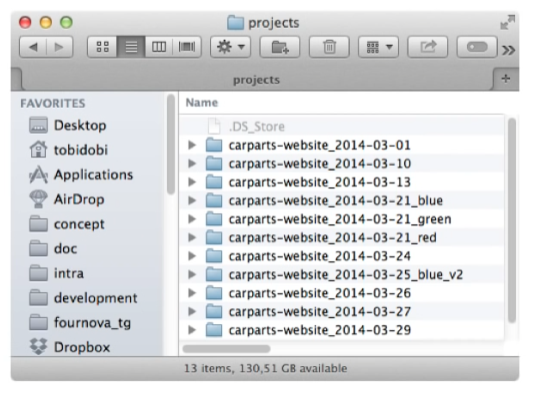 projects
projects
+
FAVORITES
Desktop
tobidobi
Applications
AirDrop
concept
doc
intra
development
fournova_tg
Dropbox
Name
.DS_Store
carparts-website_2014-03-01
carparts-website_2014-03-10
carparts-website_2014-03-13
carparts-website_2014-03-21_blue
carparts-website_2014-03-21_green
carparts-website_2014-03-21_red
carparts-website_2014-03-24
carparts-website_2014-03-25_blue_v2
carparts-website_2014-03-26
carparts-website_2014-03-27
carparts-website_2014-03-29
13 items, 130,51 GB available